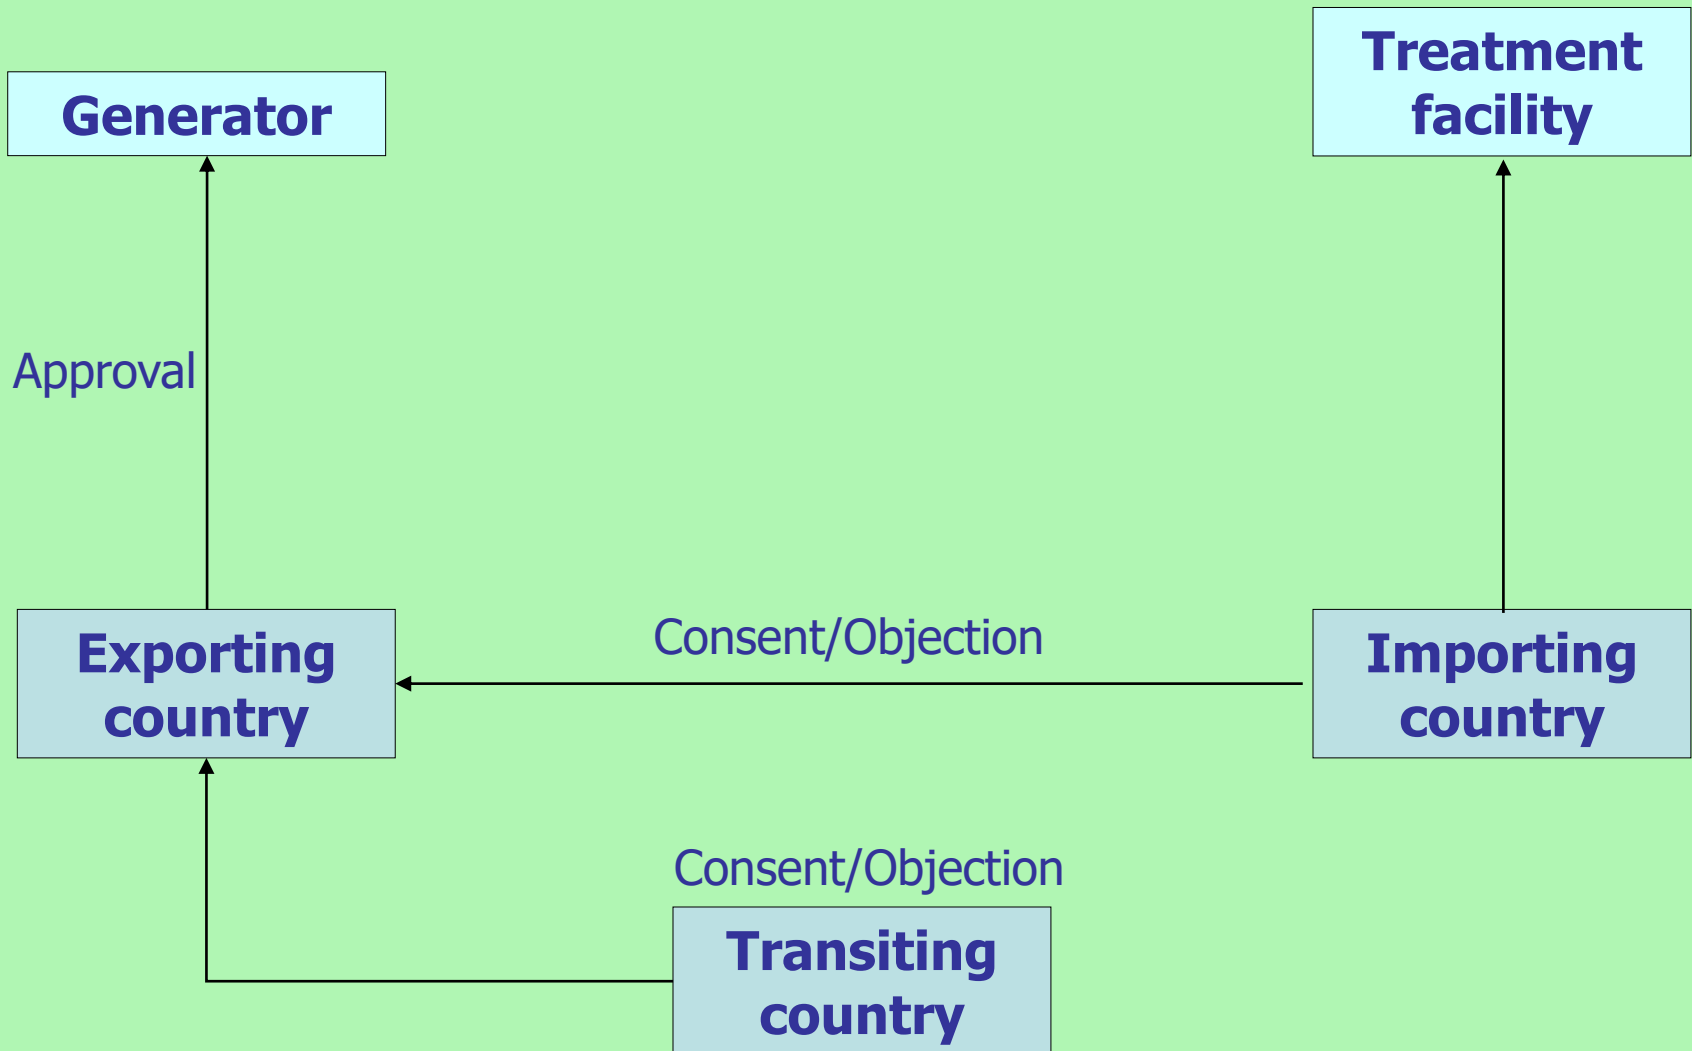 Treatment
facility
Generator
Approval
Exporting
country
Consent/Objection
Importing
country
Consent/Objection
Transiting
country